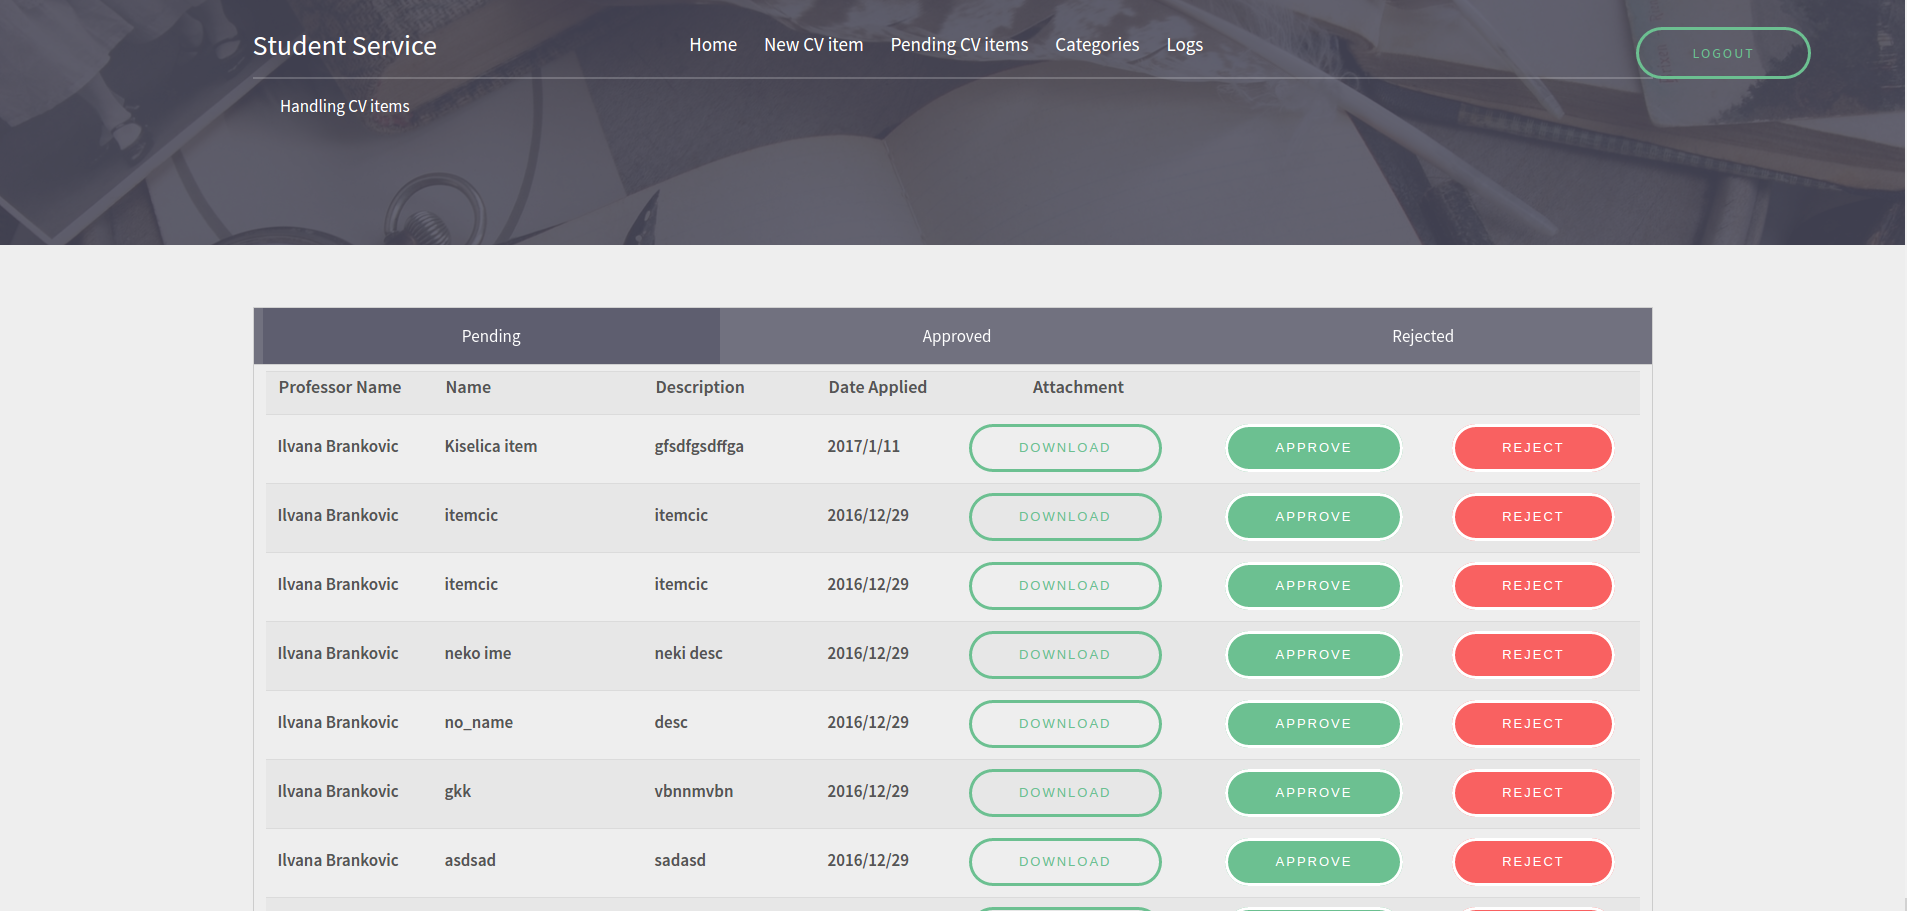 Student Service
Home New CV item Pending CV items Categories Logs
LOGOUT
Handling CV items
Pending Approved Rejected
Professor Name Name Description Date Applied Attachment
Ilvana Brankovic Kiselica item gfsdfgsdffga 2017/1/11 DOWNLOAD APPROVE REJECT
Ilvana Brankovic itemcic itemcic 2016/12/29 DOWNLOAD APPROVE REJECT
Ilvana Brankovic itemcic itemcic 2016/12/29 DOWNLOAD APPROVE REJECT
Ilvana Brankovic neko ime neki desc 2016/12/29 DOWNLOAD APPROVE REJECT
Ilvana Brankovic no_name desc 2016/12/29 DOWNLOAD APPROVE REJECT
Ilvana Brankovic gkk vbnnmvbn 2016/12/29 DOWNLOAD APPROVE REJECT
Ilvana Brankovic asdsad sadasd 2016/12/29 DOWNLOAD APPROVE REJECT